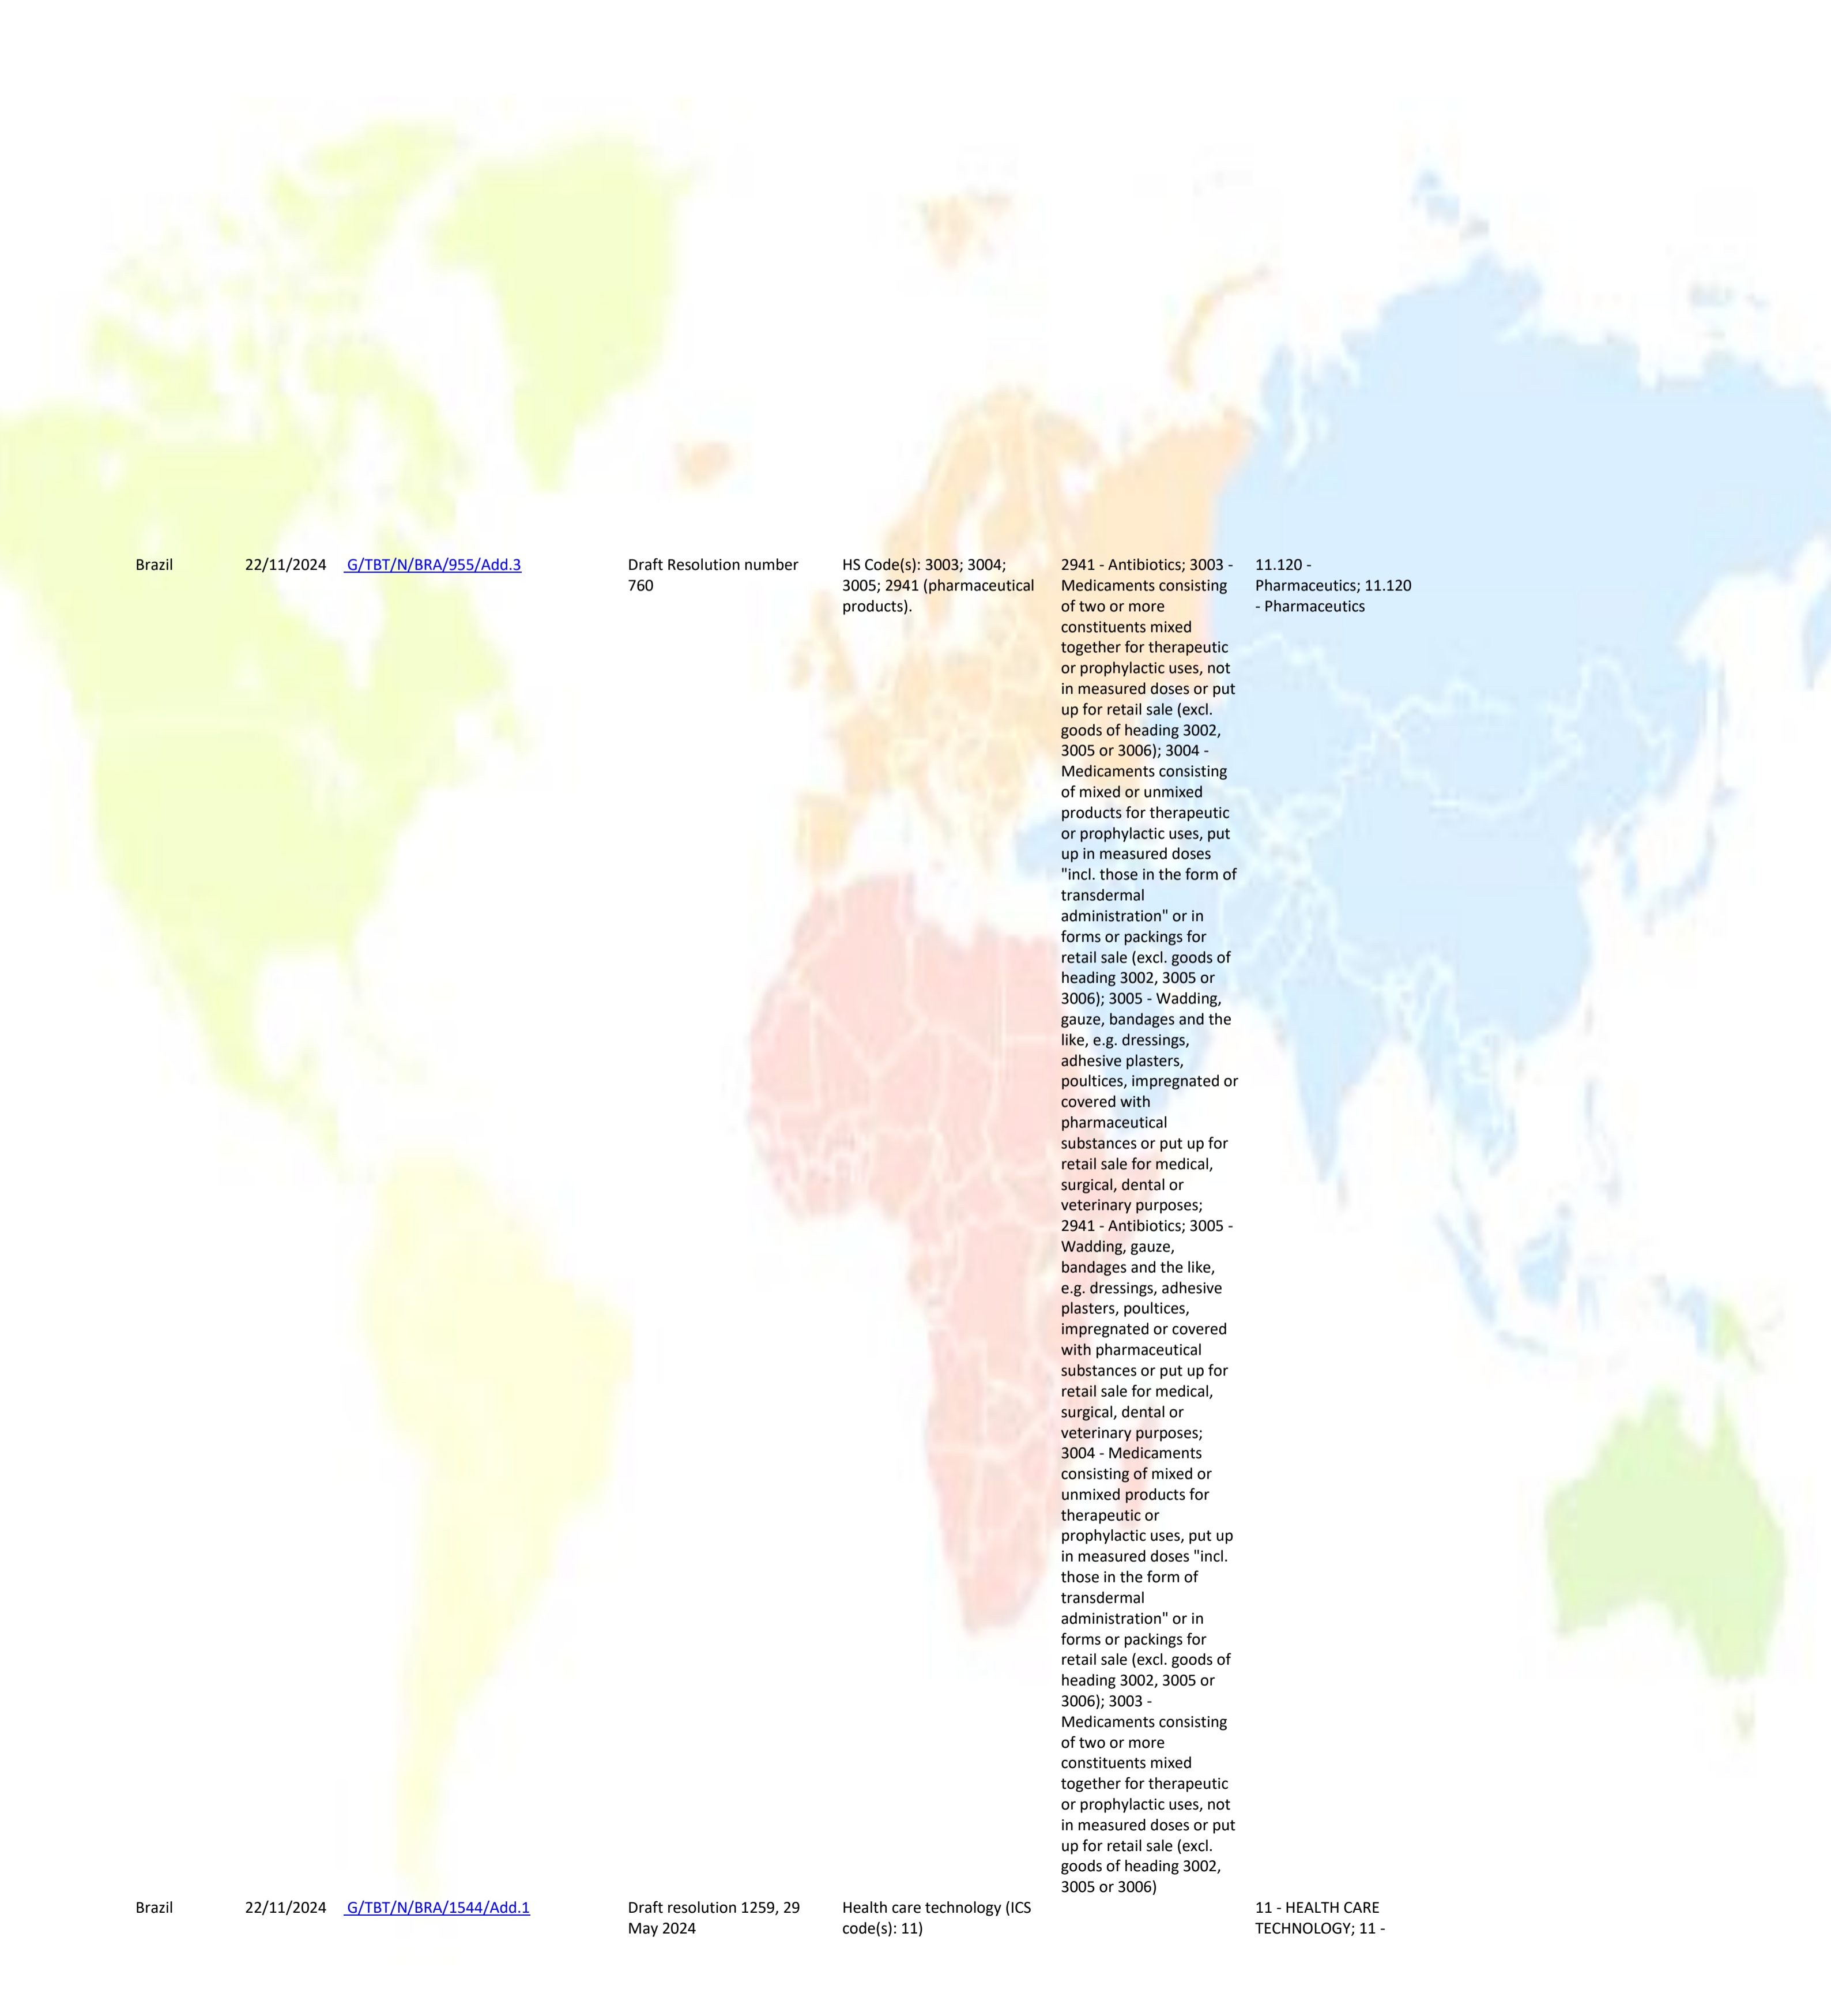 Brazil 22/11/2024 G/TBT/N/BRA/955/Add.3 Draft Resolution number HS Code(s): 3003; 3004; 2941 - Antibiotics; 3003 - 11.120 -
760 3005; 2941 (pharmaceutical Medicaments consisting Pharmaceutics; 11.120
products). of two or more - Pharmaceutics
constituents mixed
together for therapeutic
or prophylactic uses, not
in measured doses or put
up for retail sale (excl.
goods of heading 3002,
3005 or 3006); 3004 -
Medicaments consisting
of mixed or unmixed
products for therapeutic
or prophylactic uses, put
up in measured doses
"incl. those in the form of
transdermal
administration" or in
forms or packings for
retail sale (excl. goods of
heading 3002, 3005 or
3006); 3005 - Wadding,
gauze, bandages and the
like, e.g. dressings,
adhesive plasters,
poultices, impregnated or
covered with
pharmaceutical
substances or put up for
retail sale for medical,
surgical, dental or
veterinary purposes;
2941 - Antibiotics; 3005 -
Wadding, gauze,
bandages and the like,
e.g. dressings, adhesive
plasters, poultices,
impregnated or covered
with pharmaceutical
substances or put up for
retail sale for medical,
surgical, dental or
veterinary purposes;
3004 - Medicaments
consisting of mixed or
unmixed products for
therapeutic or
prophylactic uses, put up
in measured doses "incl.
those in the form of
transdermal
administration" or in
forms or packings for
retail sale (excl. goods of
heading 3002, 3005 or
3006); 3003 -
Medicaments consisting
of two or more
constituents mixed
together for therapeutic
or prophylactic uses, not
in measured doses or put
up for retail sale (excl.
goods of heading 3002,
3005 or 3006)
Brazil 22/11/2024 G/TBT/N/BRA/1544/Add.1 Draft resolution 1259, 29 Health care technology (ICS 11 - HEALTH CARE
May 2024 code(s): 11) TECHNOLOGY; 11 -